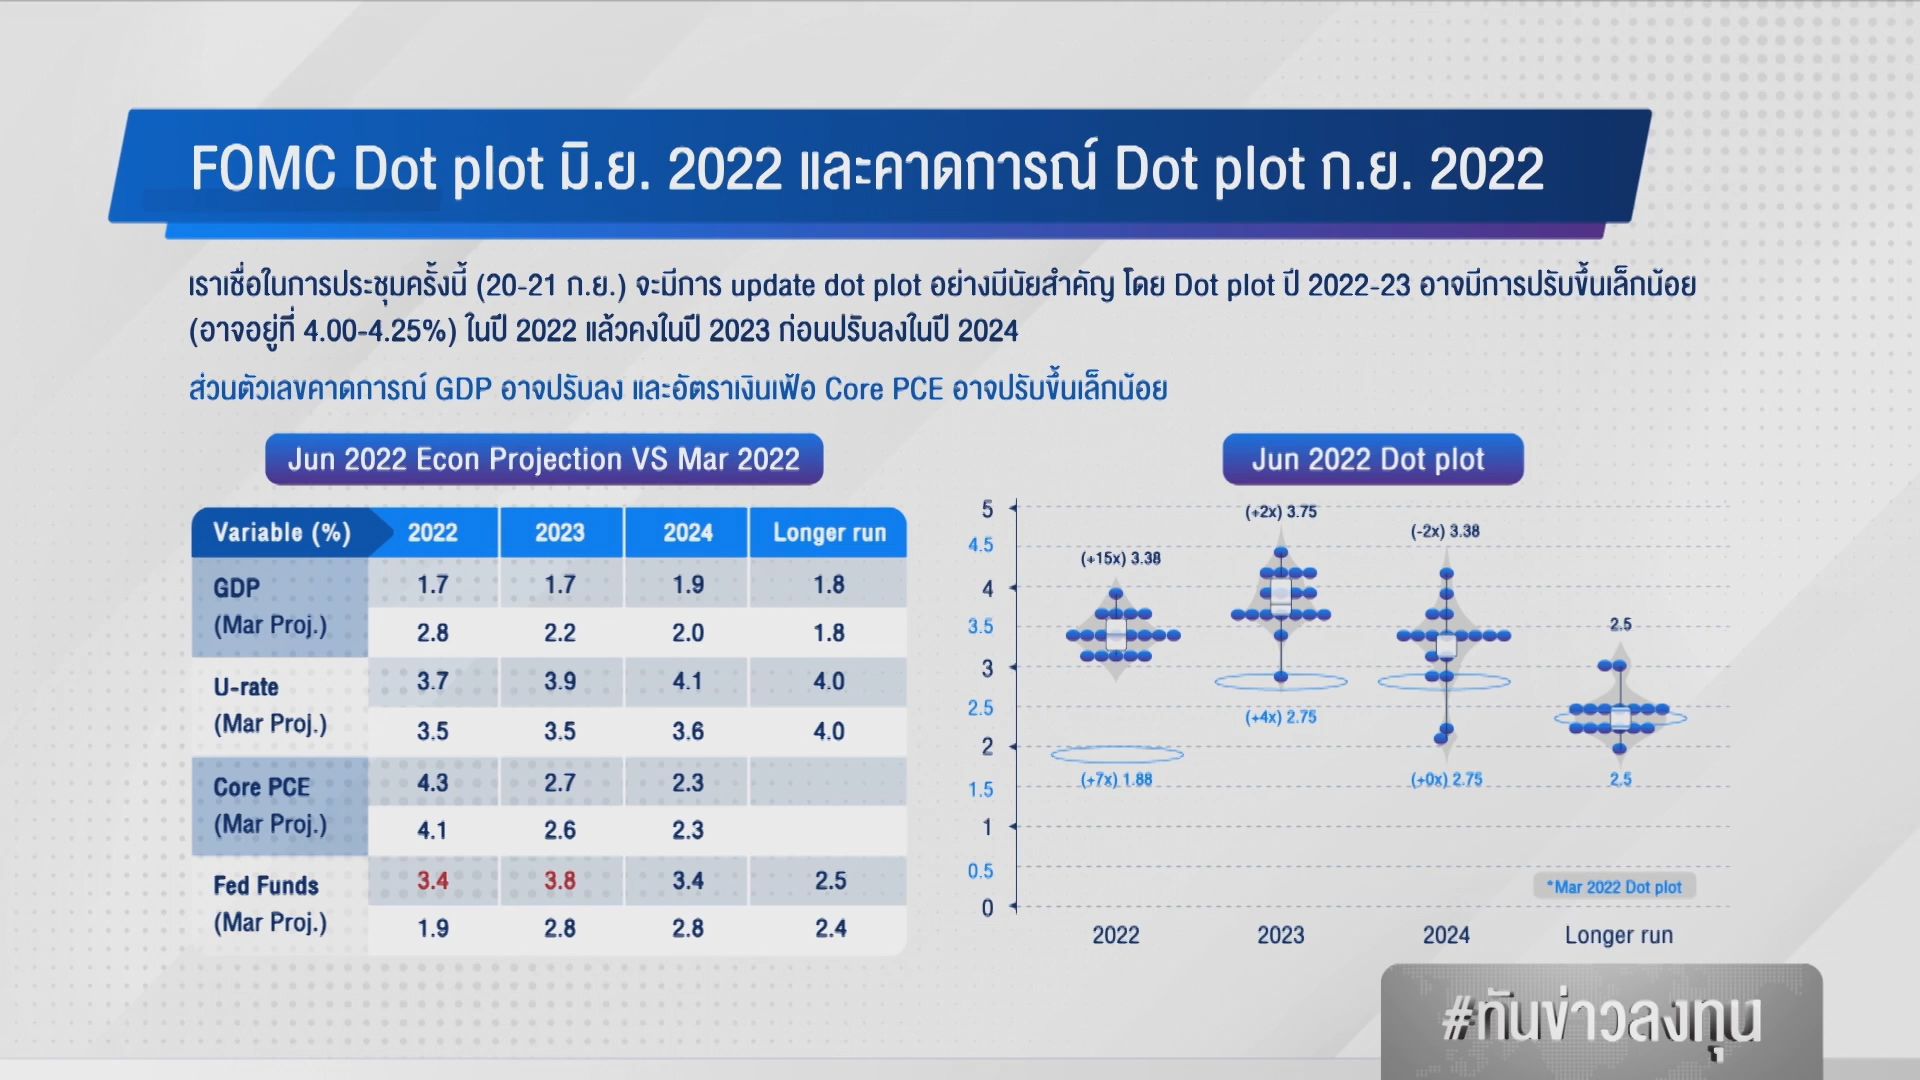 FOMC Dot plot มิ.ย. 2022 และคาดการณ์ Dot plot ก.ย. 2022
เราเชื่อในการประชุมครั้งนี้ (20-21 ก.ย.) จะมีการ update dot plot อย่างมีนัยสำคัญ โดย Dot plot ปี 2022-23 อาจมีการปรับขึ้นเล็กน้อย
(อาจอยู่ที่ 4.00-4.25%) ในปี 2022 แล้วคงในปี 2023 ก่อนปรับลงในปี 2024
ส่วนตัวเลขคาดการณ์ GDP อาจปรับลง และอัตราเงินเฟ้อ Core PCE อาจปรับขึ้นเล็กน้อย
Jun 2022 Econ Projection VS Mar 2022
Variable (%) 2022 2023 2024 Longer run
GDP 1.7 1.7 1.9 1.8
(Mar Proj.) 2.8 2.2 2.0 1.8
U-rate 3.7 3.9 4.1 4.0
(Mar Proj.) 3.5 3.5 3.6 4.0
Core PCE 4.3 2.7 2.3
(Mar Proj.) 4.1 2.6 2.3
Fed Funds 3.4 3.8 3.4 2.5
(Mar Proj.) 1.9 2.8 2.8 2.4
Jun 2022 Dot plot
5
4.5
4
3.5
3
2.5
2
1.5
1
0.5
0
(+15x) 3.38
(+2x) 3.75
(-2x) 3.38
2.5
(+7x) 1.88
(+4x) 2.75
(+0x) 2.75
2.5
*Mar 2022 Dot plot
2022 2023 2024 Longer run
#ทันข่าวลงทุน